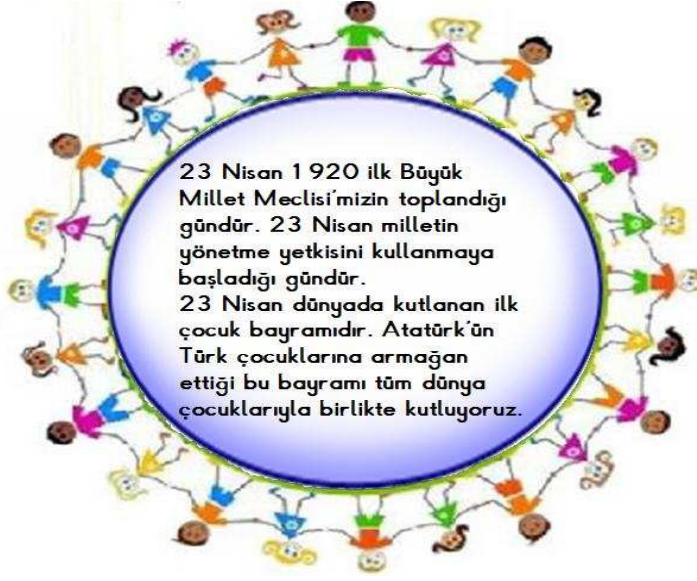 23 Nisan 1920 ilk Büyük
Millet Meclisi'mizin toplandığı
gündür. 23 Nisan milletin
yönetme yetkisini kullanmaya
başladığı gündür.
23 Nisan dünyada kutlanan ilk
çocuk bayramıdır. Atatürk'ün
Türk çocuklarına armağan
ettiği bu bayramı tüm dünya
çocuklarıyla birlikte kutluyoruz.